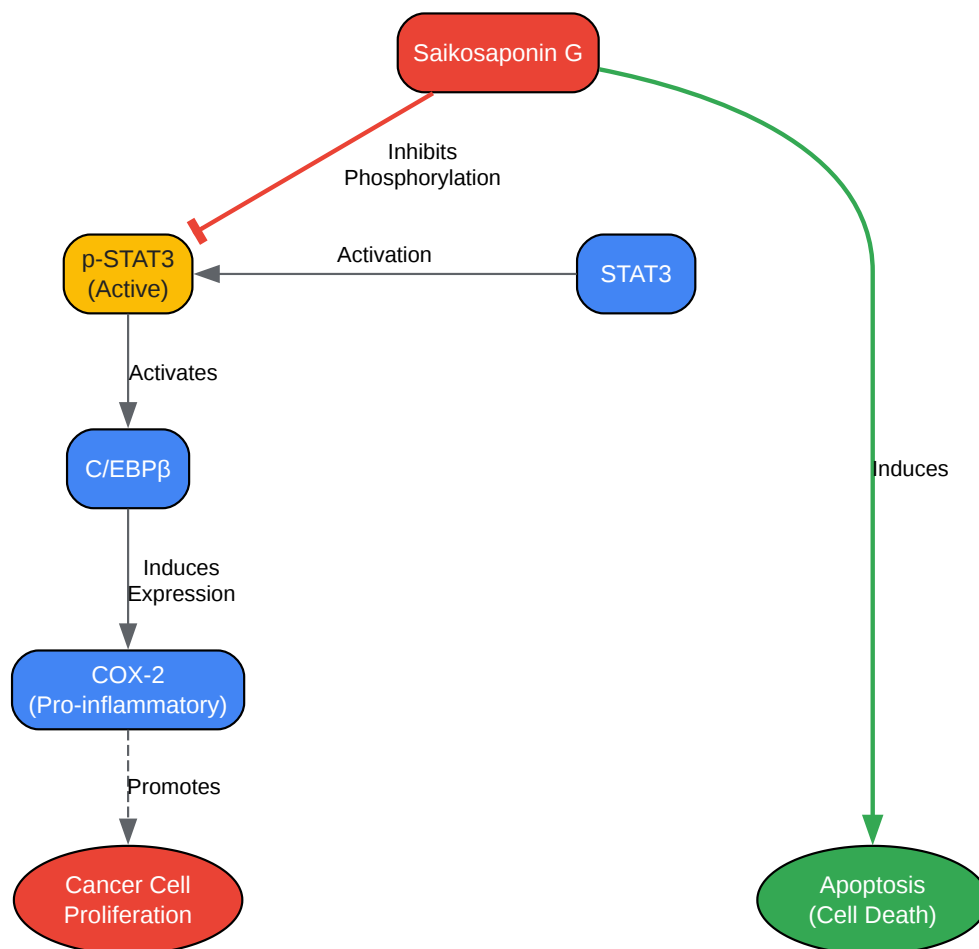 Saikosaponin G
Inhibits
Phosphorylation
p-STAT3
(Active)
Activation
STAT3
Activates
C/EBPβ
Induces
Induces
Expression
COX-2
(Pro-inflammatory)
Promotes
Cancer Cell
Proliferation
Apoptosis
(Cell Death)